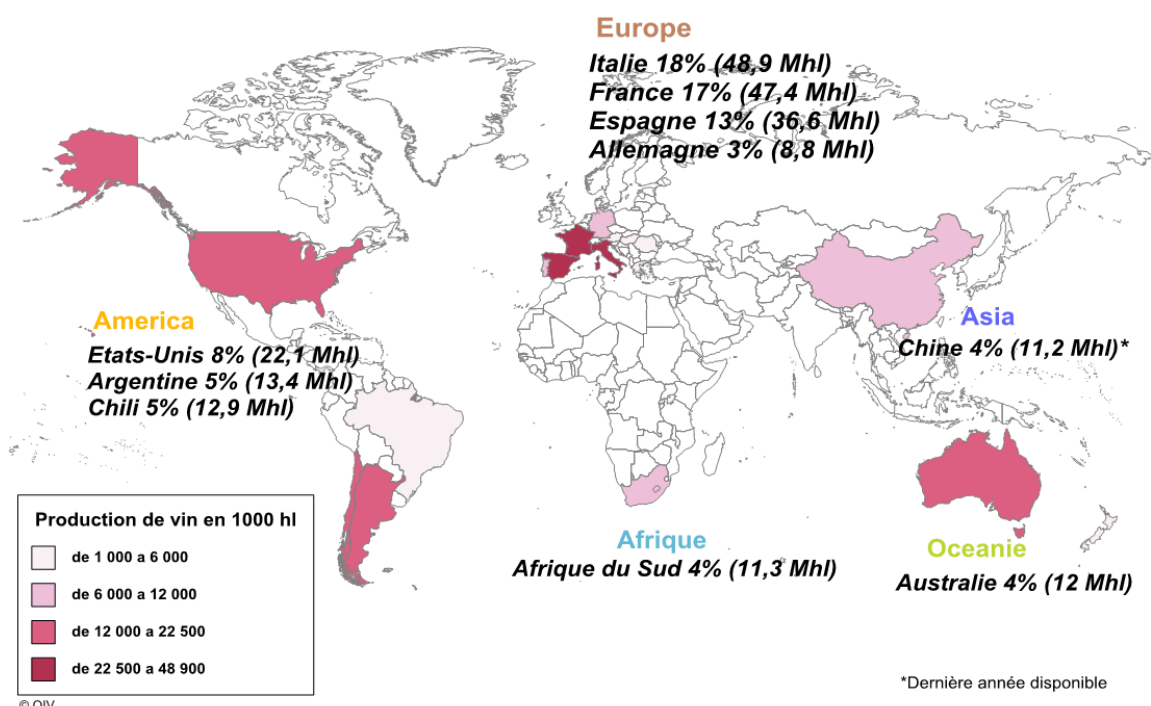 Europe
Italie 18% (48,9 Mhl)
France 17% (47,4 Mhl)
Espagne 13% (36,6 Mhl)
Allemagne 3% (8,8 Mhl)
America
Etats-Unis 8% (22,1 Mhl)
Argentine 5% (13,4 Mhl)
Chili 5% (12,9 Mhl)
Asia
Chine 4% (11,2 Mhl)*
Afrique
Afrique du Sud 4% (11,3 Mhl)
Oceanie
Australie 4% (12 Mhl)
Production de vin en 1000 hl
de 1 000 a 6 000
de 6 000 a 12 000
de 12 000 a 22 500
de 22 500 a 48 900
*Dernière année disponible
© OIV